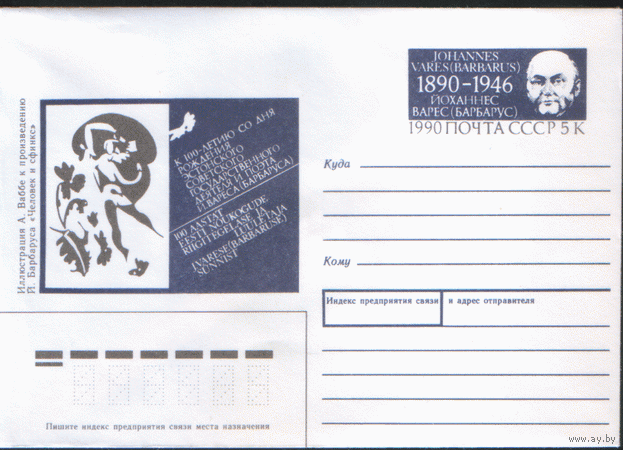 JOHANNES
VARES (BARBARUS)
1890-1946
ЙОХАННЕС
ВАРЕС (БАРБАРУС)
1990 ПОЧТА СССР 5 К
Иллюстрация А. Ваббе к произведению
И. Барбаруса «Человек и сфинкс»
К 100-ЛЕТИЮ СО ДНЯ
РОЖДЕНИЯ
ЭСТОНСКОГО
СОВЕТСКОГО
ГОСУДАРСТВЕННОГО
ДЕЯТЕЛЯ, ПОЭТА
Й. ВАРЕСА (БАРБАРУСА)
100 AASTAT
EESTI NÕUKOGUDE
RIIGITEGELASE JA
LUULETAJA
J. VARESE (BARBARUSE)
SÜNNIST
Куда
Кому
Индекс предприятия связи и адрес отправителя
Пишите индекс предприятия связи места назначения
www.ay.by